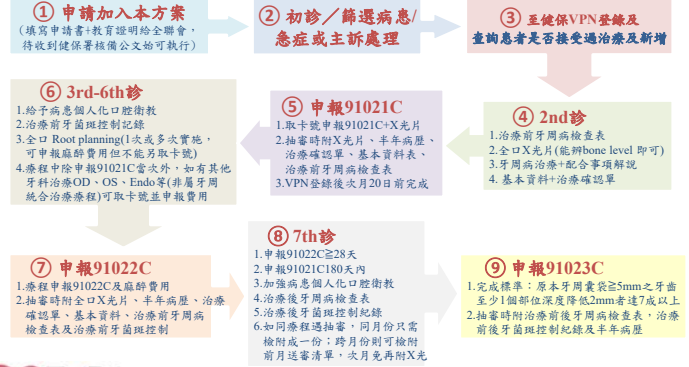 ① 申請加入本方案
(填寫申請書+教育證明給全聯會，
待收到健保署核備公文始可執行)
② 初診／篩選病患/
急症或主訴處理
③ 至健保VPN登錄及
查詢患者是否接受過治療及新增
④ 2nd診
1.治療前牙周病檢查表
2.全口X光片(能辨bone level 即可)
3.牙周病治療+配合事項解說
4. 基本資料+治療確認單
⑤ 申報91021C
1.取卡號申報91021C+X光片
2.抽審時附X光片、半年病歷、
治療確認單、基本資料表、
治療前牙周病檢查表
3.VPN登錄後次月20日前完成
⑥ 3rd-6th診
1.給予病患個人化口腔衛教
2.治療前牙菌斑控制記錄
3.全口 Root planning(1次或多次實施，
可申報麻醉費用但不能另取卡號)
4.療程中除申報91021C當次外，如有其他
牙科治療OD、OS、Endo等(非屬牙周
統合治療療程)可取卡號並申報費用
⑦ 申報91022C
1.療程申報91022C及麻醉費用
2.抽審時附全口X光片、半年病歷、治療
確認單、基本資料、治療前牙周病
檢查表及治療前牙菌斑控制
⑧ 7th診
1.申報91022C≧28天
2.申報91021C180天內
3.加強病患個人化口腔衛教
4.治療後牙周病檢查表
5.治療後牙菌斑控制紀錄
6.如同療程遇抽審，同月份只需
檢附成一份；跨月份則可檢附
前月送審清單，次月免再附X光
⑨ 申報91023C
1.完成標準：原本牙周囊袋≧5mm之牙齒
至少1個部位深度降低2mm者達7成以上
2.抽審時附治療前後牙周病檢查表，治療
前後牙菌斑控制紀錄及半年病歷